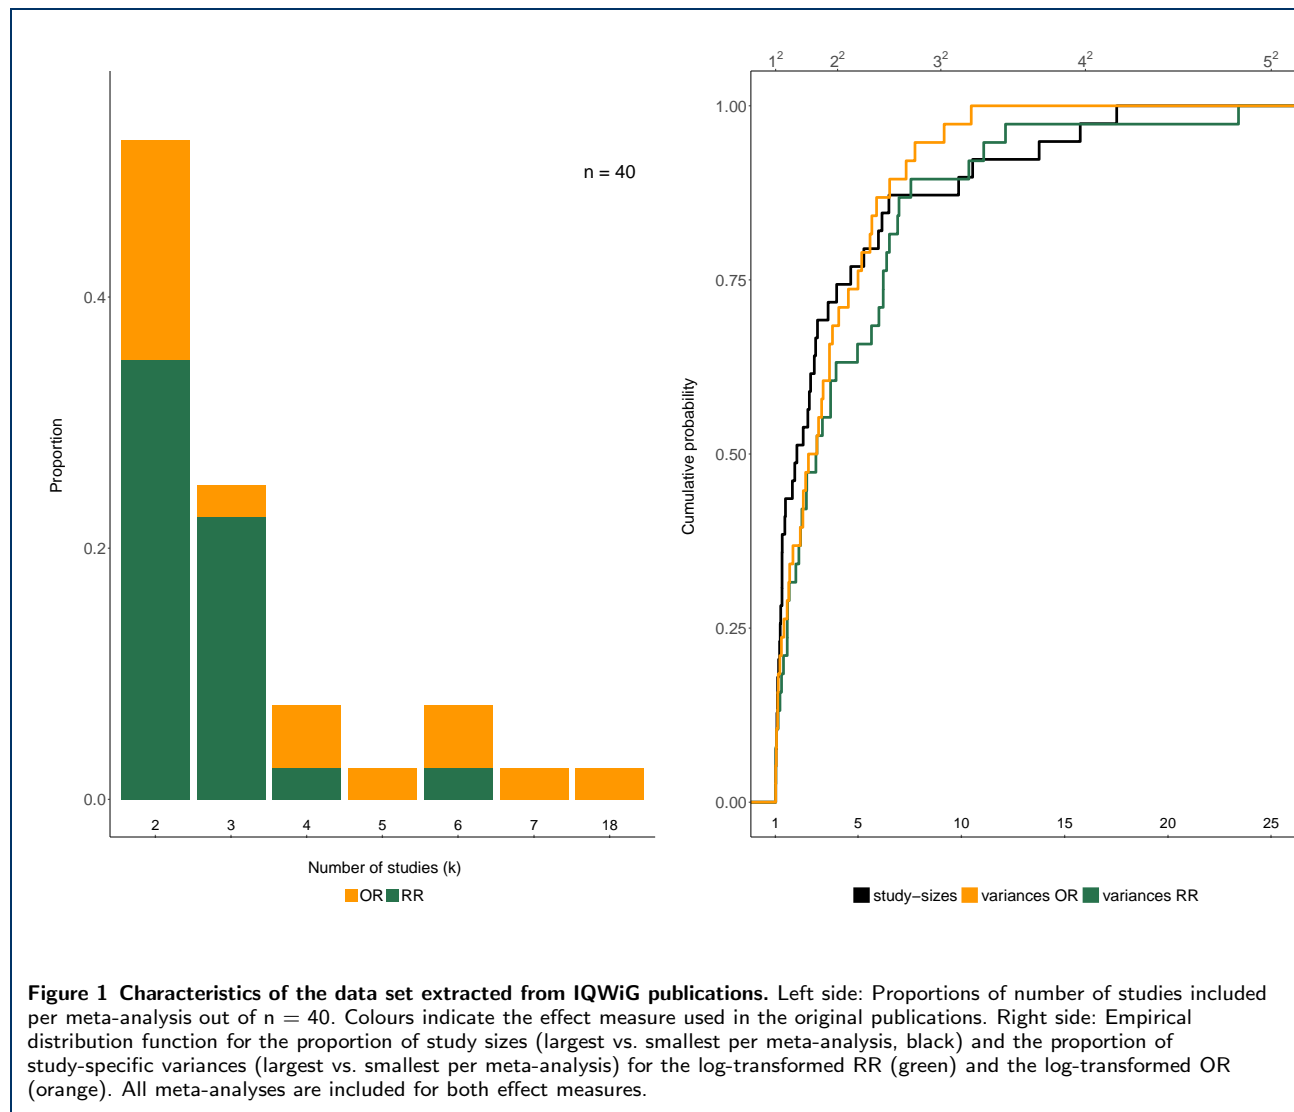 n = 40
Proportion
0.4
0.2
0.0
2 3 4 5 6 7 18
Number of studies (k)
OR RR
1² 2² 3² 4² 5²
Cumulative probability
1.00
0.75
0.50
0.25
0.00
1 5 10 15 20 25
study−sizes variances OR variances RR
Figure 1 Characteristics of the data set extracted from IQWiG publications. Left side: Proportions of number of studies included
per meta-analysis out of n = 40. Colours indicate the effect measure used in the original publications. Right side: Empirical
distribution function for the proportion of study sizes (largest vs. smallest per meta-analysis, black) and the proportion of
study-specific variances (largest vs. smallest per meta-analysis) for the log-transformed RR (green) and the log-transformed OR
(orange). All meta-analyses are included for both effect measures.